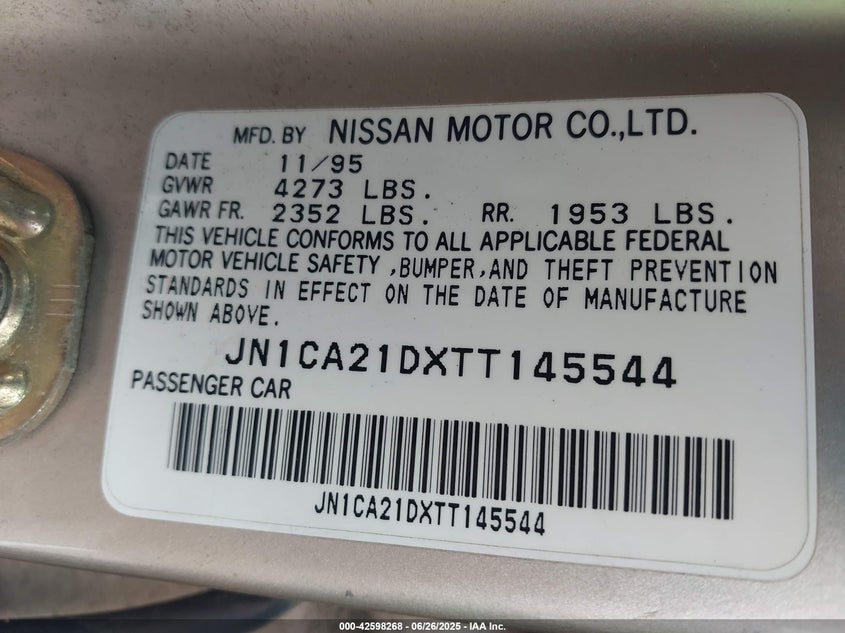 MFD. BY NISSAN MOTOR CO.,LTD.
DATE 11/95
GVWR 4273 LBS.
GAWR FR. 2352 LBS. RR. 1953 LBS.
THIS VEHICLE CONFORMS TO ALL APPLICABLE FEDERAL
MOTOR VEHICLE SAFETY ,BUMPER,AND THEFT PREVENTION
STANDARDS IN EFFECT ON THE DATE OF MANUFACTURE
SHOWN ABOVE.
JN1CA21DXTT145544
PASSENGER CAR
JN1CA21DXTT145544
000-42598268 - 06/26/2025 - IAA Inc.